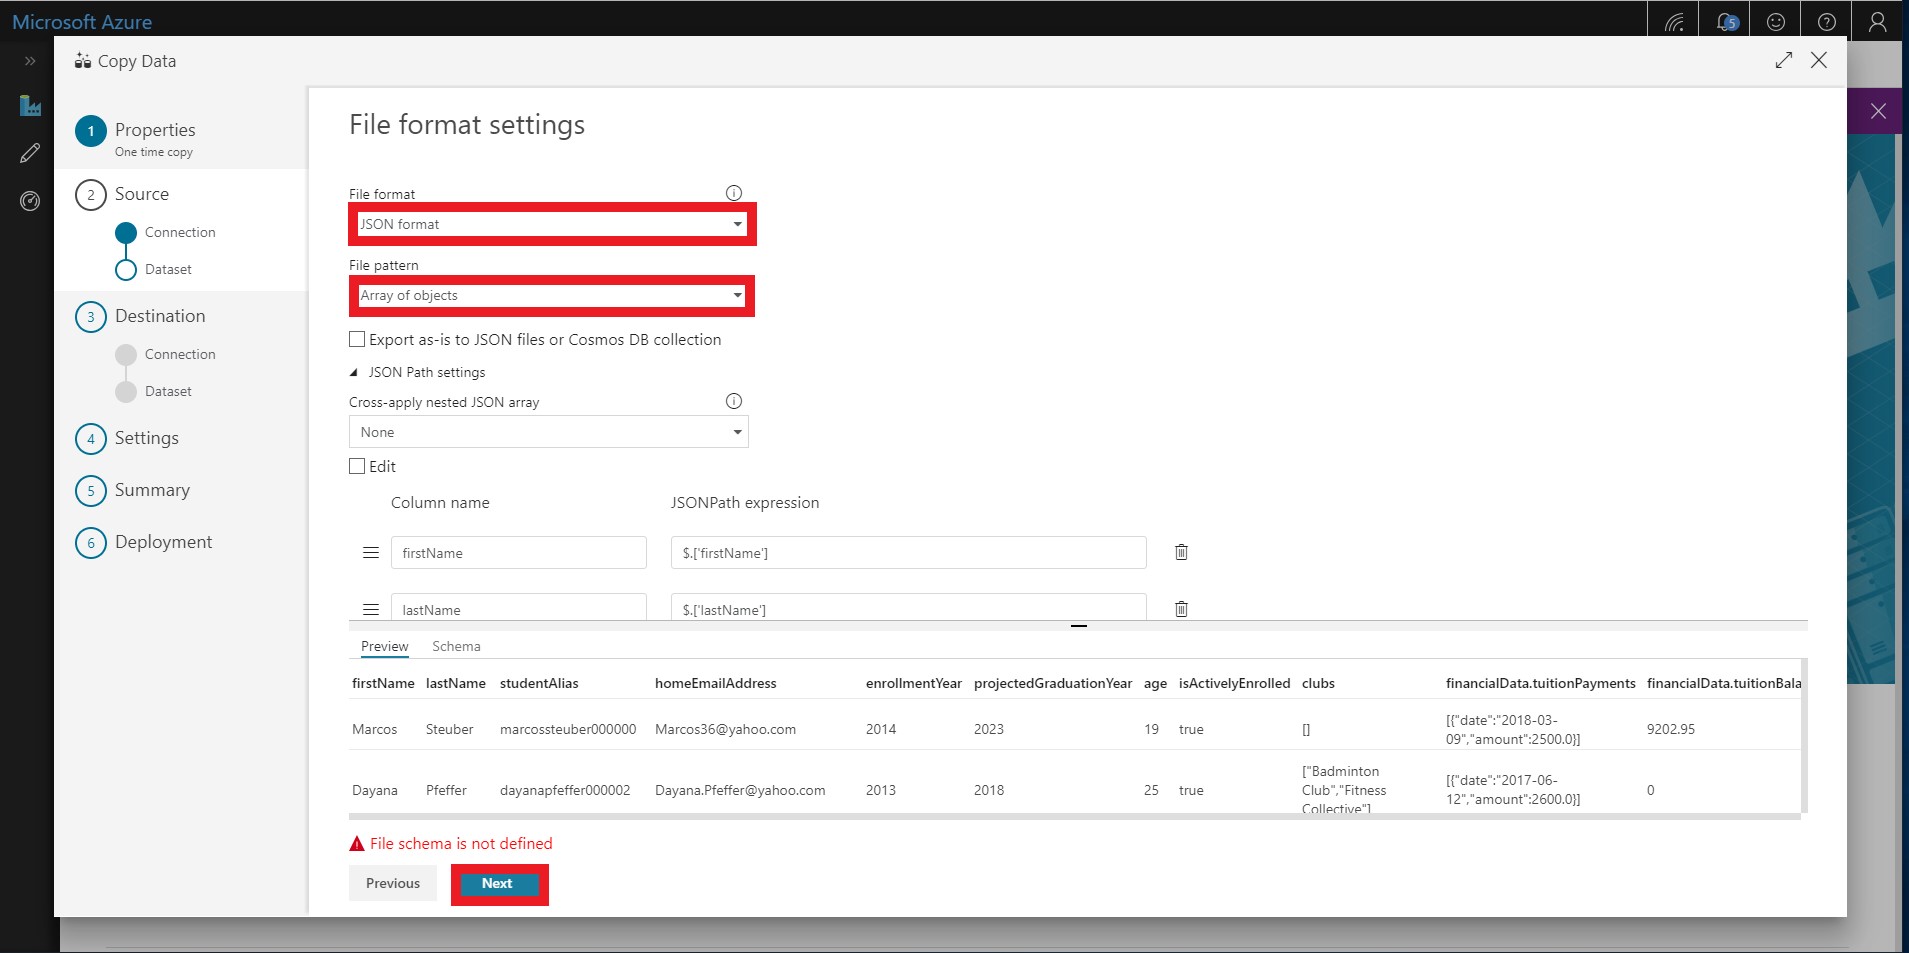 Microsoft Azure
5
Copy Data
1 Properties
One time copy
2 Source
Connection
Dataset
3 Destination
Connection
Dataset
4 Settings
5 Summary
6 Deployment
File format settings
File format
JSON format
File pattern
Array of objects
Export as-is to JSON files or Cosmos DB collection
JSON Path settings
Cross-apply nested JSON array
None
Edit
Column name JSONPath expression
firstName $.['firstName']
lastName $.['lastName']
Preview Schema
firstName lastName studentAlias homeEmailAddress enrollmentYear projectedGraduationYear age isActivelyEnrolled clubs financialData.tuitionPayments financialData.tuitionBala
Marcos Steuber marcossteuber000000 Marcos36@yahoo.com 2014 2023 19 true [] [{"date":"2018-03-
09","amount":2500.0}] 9202.95
Dayana Pfeffer dayanapfeffer000002 Dayana.Pfeffer@yahoo.com 2013 2018 25 true ["Badminton
Club","Fitness
Collective"] [{"date":"2017-06-
12","amount":2600.0}] 0
File schema is not defined
Previous Next